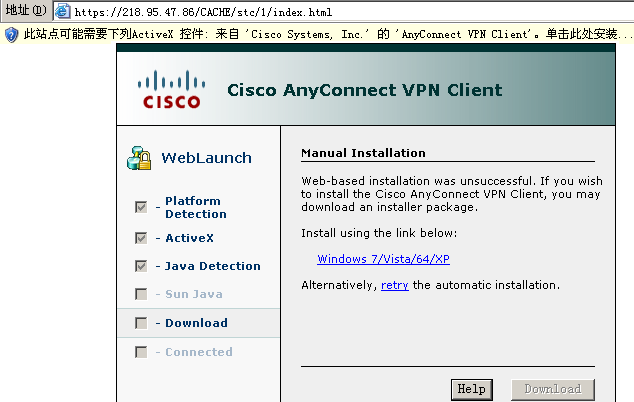 地址(D)
https://218.95.47.86/CACHE/stc/1/index.html
此站点可能需要下列ActiveX 控件: 来自 'Cisco Systems, Inc.' 的 'AnyConnect VPN Client'。单击此处安装...
CISCO
Cisco AnyConnect VPN Client
WebLaunch
- Platform
Detection
- ActiveX
- Java Detection
- Sun Java
- Download
- Connected
Manual Installation
Web-based installation was unsuccessful. If you wish
to install the Cisco AnyConnect VPN Client, you may
download an installer package.
Install using the link below:
Windows 7/Vista/64/XP
Alternatively, retry the automatic installation.
Help
Download